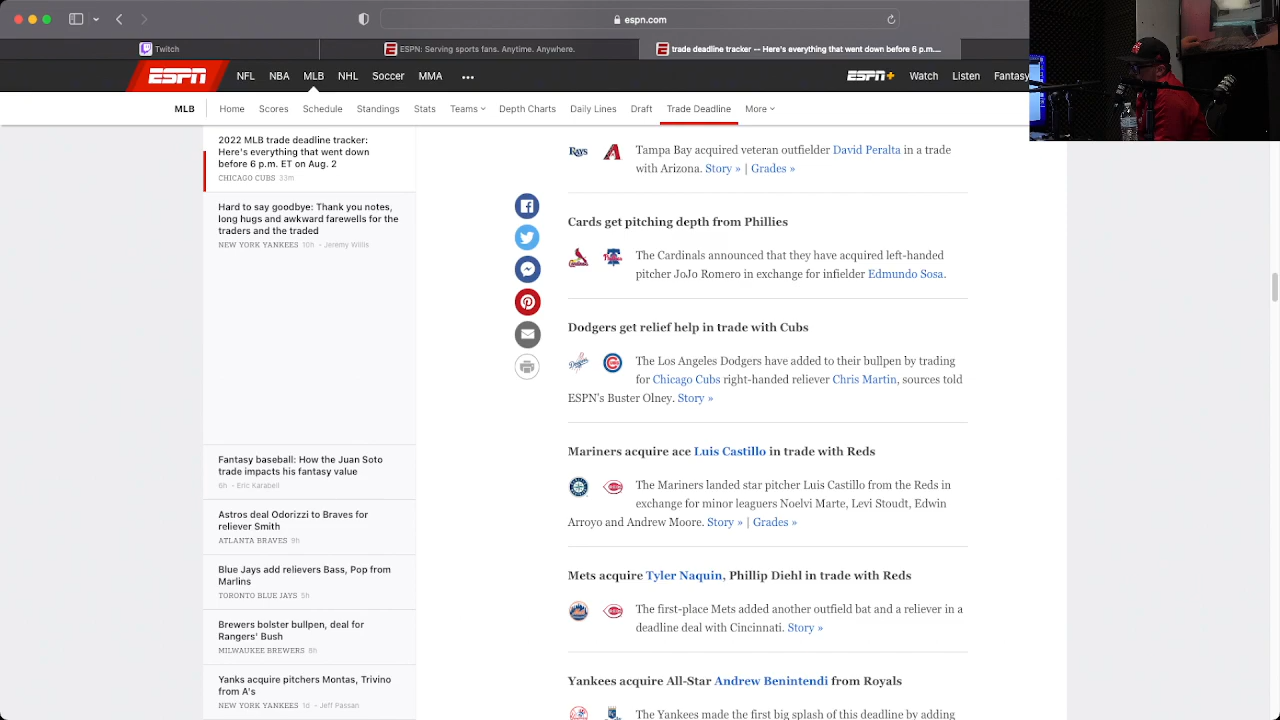 espn.com
Twitch
ESPN: Serving sports fans. Anytime. Anywhere.
trade deadline tracker -- Here's everything that went down before 6 p.m....
ESPN NFL NBA MLB NHL Soccer MMA ••• ESPN+ Watch Listen Fantasy
MLB Home Scores Schedule Standings Stats Teams Depth Charts Daily Lines Draft Trade Deadline More
2022 MLB trade deadline tracker:
Here's everything that went down
before 6 p.m. ET on Aug. 2
CHICAGO CUBS 33m
Hard to say goodbye: Thank you notes,
long hugs and awkward farewells for the
traders and the traded
NEW YORK YANKEES 10h - Jeremy Willis
Fantasy baseball: How the Juan Soto
trade impacts his fantasy value
6h - Eric Karabell
Astros deal Odorizzi to Braves for
reliever Smith
ATLANTA BRAVES 9h
Blue Jays add relievers Bass, Pop from
Marlins
TORONTO BLUE JAYS 5h
Brewers bolster bullpen, deal for
Rangers' Bush
MILWAUKEE BREWERS 8h
Yanks acquire pitchers Montas, Trivino
from A's
NEW YORK YANKEES 1d - Jeff Passan
Rays
Tampa Bay acquired veteran outfielder David Peralta in a trade
with Arizona. Story » | Grades »
Cards get pitching depth from Phillies
The Cardinals announced that they have acquired left-handed
pitcher JoJo Romero in exchange for infielder Edmundo Sosa.
Dodgers get relief help in trade with Cubs
Dodgers
The Los Angeles Dodgers have added to their bullpen by trading
for Chicago Cubs right-handed reliever Chris Martin, sources told
ESPN's Buster Olney. Story »
Mariners acquire ace Luis Castillo in trade with Reds
The Mariners landed star pitcher Luis Castillo from the Reds in
exchange for minor leaguers Noelvi Marte, Levi Stoudt, Edwin
Arroyo and Andrew Moore. Story » | Grades »
Mets acquire Tyler Naquin, Phillip Diehl in trade with Reds
The first-place Mets added another outfield bat and a reliever in a
deadline deal with Cincinnati. Story »
Yankees acquire All-Star Andrew Benintendi from Royals
The Yankees made the first big splash of this deadline by adding